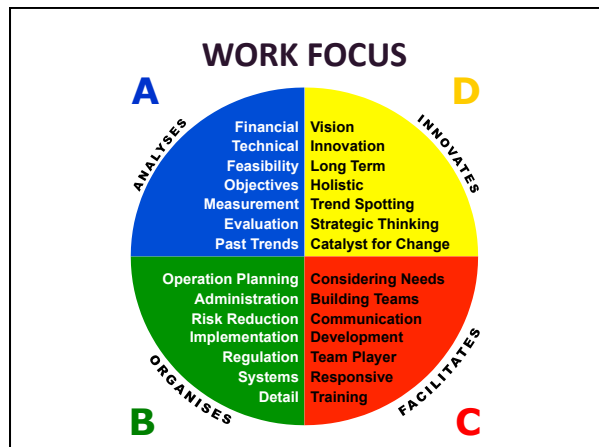 WORK FOCUS
A
ANALYSES
Financial
Technical
Feasibility
Objectives
Measurement
Evaluation
Past Trends
D
INNOVATES
Vision
Innovation
Long Term
Holistic
Trend Spotting
Strategic Thinking
Catalyst for Change
B
ORGANISES
Operation Planning
Administration
Risk Reduction
Implementation
Regulation
Systems
Detail
C
FACILITATES
Considering Needs
Building Teams
Communication
Development
Team Player
Responsive
Training